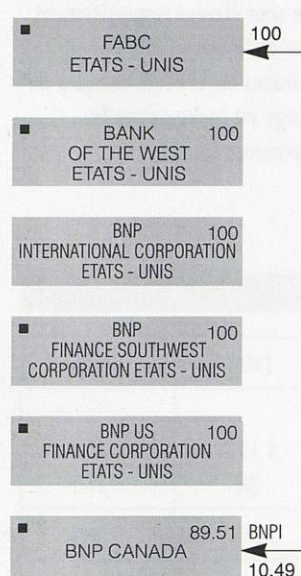 FABC
ETATS - UNIS
100
BANK 100
OF THE WEST
ETATS - UNIS
BNP 100
INTERNATIONAL CORPORATION
ETATS - UNIS
BNP 100
FINANCE SOUTHWEST
CORPORATION ETATS - UNIS
BNP US 100
FINANCE CORPORATION
ETATS - UNIS
89.51 BNPI
BNP CANADA
10.49